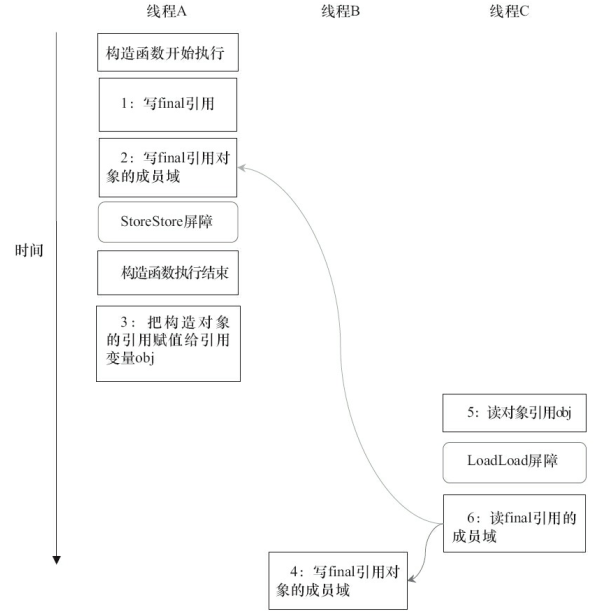 线程A 线程B 线程C
构造函数开始执行
1：写final引用
2：写final引用对
象的成员域
StoreStore屏障
时间
构造函数执行结束
3：把构造对象
的引用赋值给引用
变量obj
5：读对象引用obj
LoadLoad屏障
6：读final引用的
成员域
4：写final引用对
象的成员域